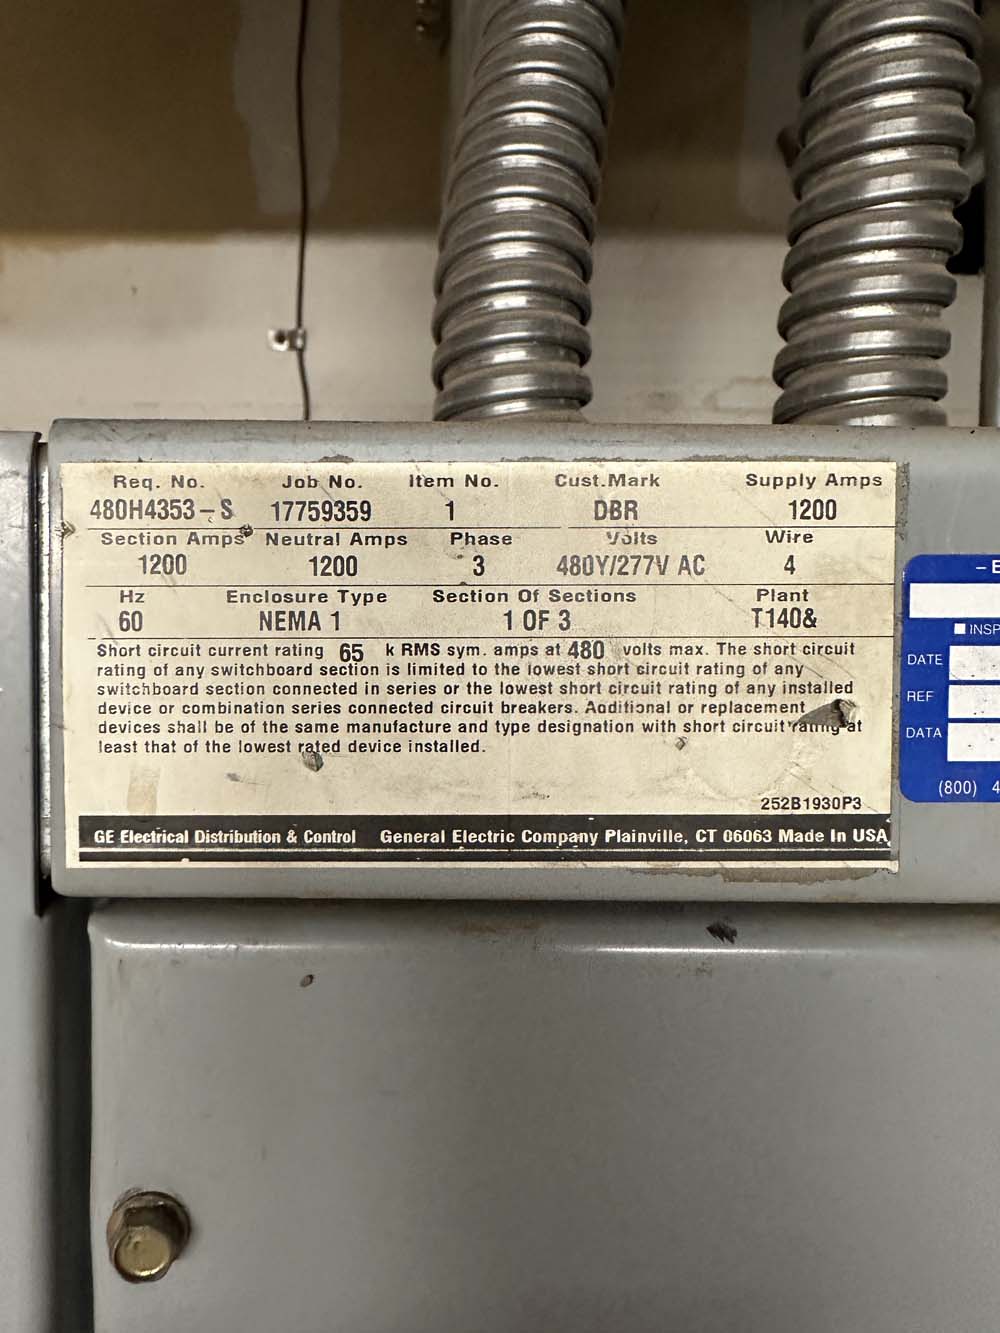 Req. No. Job No. Item No. Cust.Mark Supply Amps
480H4353-S 17759359 1 DBR 1200
Section Amps Neutral Amps Phase Volts Wire
1200 1200 3 480Y/277V AC 4
Hz Enclosure Type Section Of Sections Plant
60 NEMA 1 1 OF 3 T140&
Short circuit current rating 65 k RMS sym. amps at 480 volts max. The short circuit
rating of any switchboard section is limited to the lowest short circuit rating of any
switchboard section connected in series or the lowest short circuit rating of any installed
device or combination series connected circuit breakers. Additional or replacement
devices shall be of the same manufacture and type designation with short circuit rating at
least that of the lowest rated device installed.
252B1930P3
GE Electrical Distribution & Control General Electric Company Plainville, CT 06063 Made In USA
INSP
DATE
REF
DATA
(800) 4